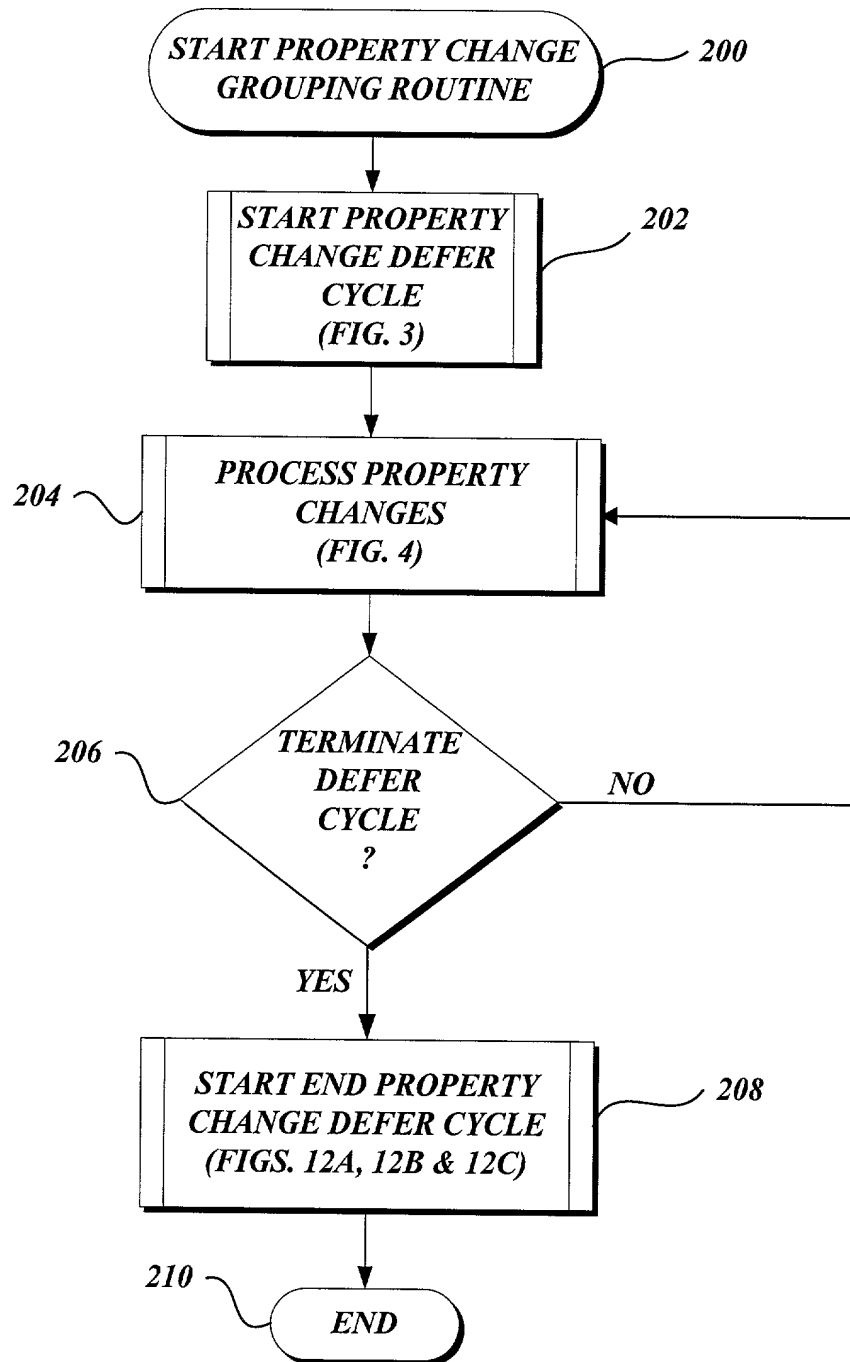 START PROPERTY CHANGE
GROUPING ROUTINE
200
START PROPERTY
CHANGE DEFER
CYCLE
(FIG. 3)
202
PROCESS PROPERTY
CHANGES
(FIG. 4)
204
TERMINATE
DEFER
CYCLE
?
206
NO
YES
START END PROPERTY
CHANGE DEFER CYCLE
(FIGS. 12A, 12B & 12C)
208
210
END